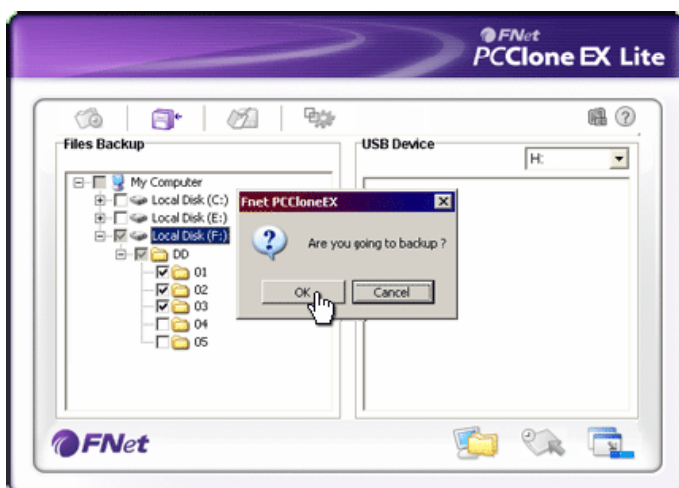 FNet
PCClone EX Lite
Files Backup
USB Device
H:
My Computer
Local Disk (C:)
Local Disk (E:)
Local Disk (F:)
DD
01
02
03
04
05
Fnet PCCloneEX
Are you going to backup ?
OK
Cancel
FNet